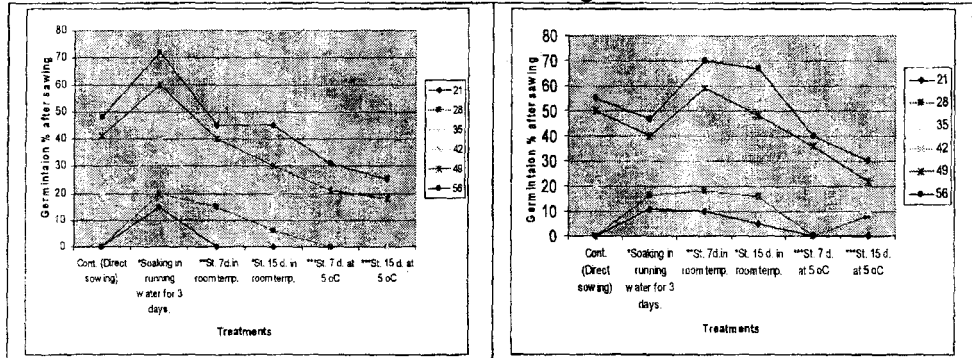 80
70
60
50
40
30
20
10
0
Germintaion % after sawing
Cont. (Direct sowing)
*Soaking in running water for 3 days.
**St. 7d.in room temp.
*St. 15 d. in room temp.
***St. 7 d. at 5 oC
***St. 15 d. at 5 oC
Treatments
21
28
35
42
49
56
80
70
60
50
40
30
20
10
0
Germintaion % after sawing
Cont. (Direct sowing)
*Soaking in running water for 3 days.
**St. 7d.in room temp.
*St. 15 d. in room temp.
***St. 7 d. at 5 oC
***St. 15 d. at 5 oC
Treatments
21
28
35
42
49
56